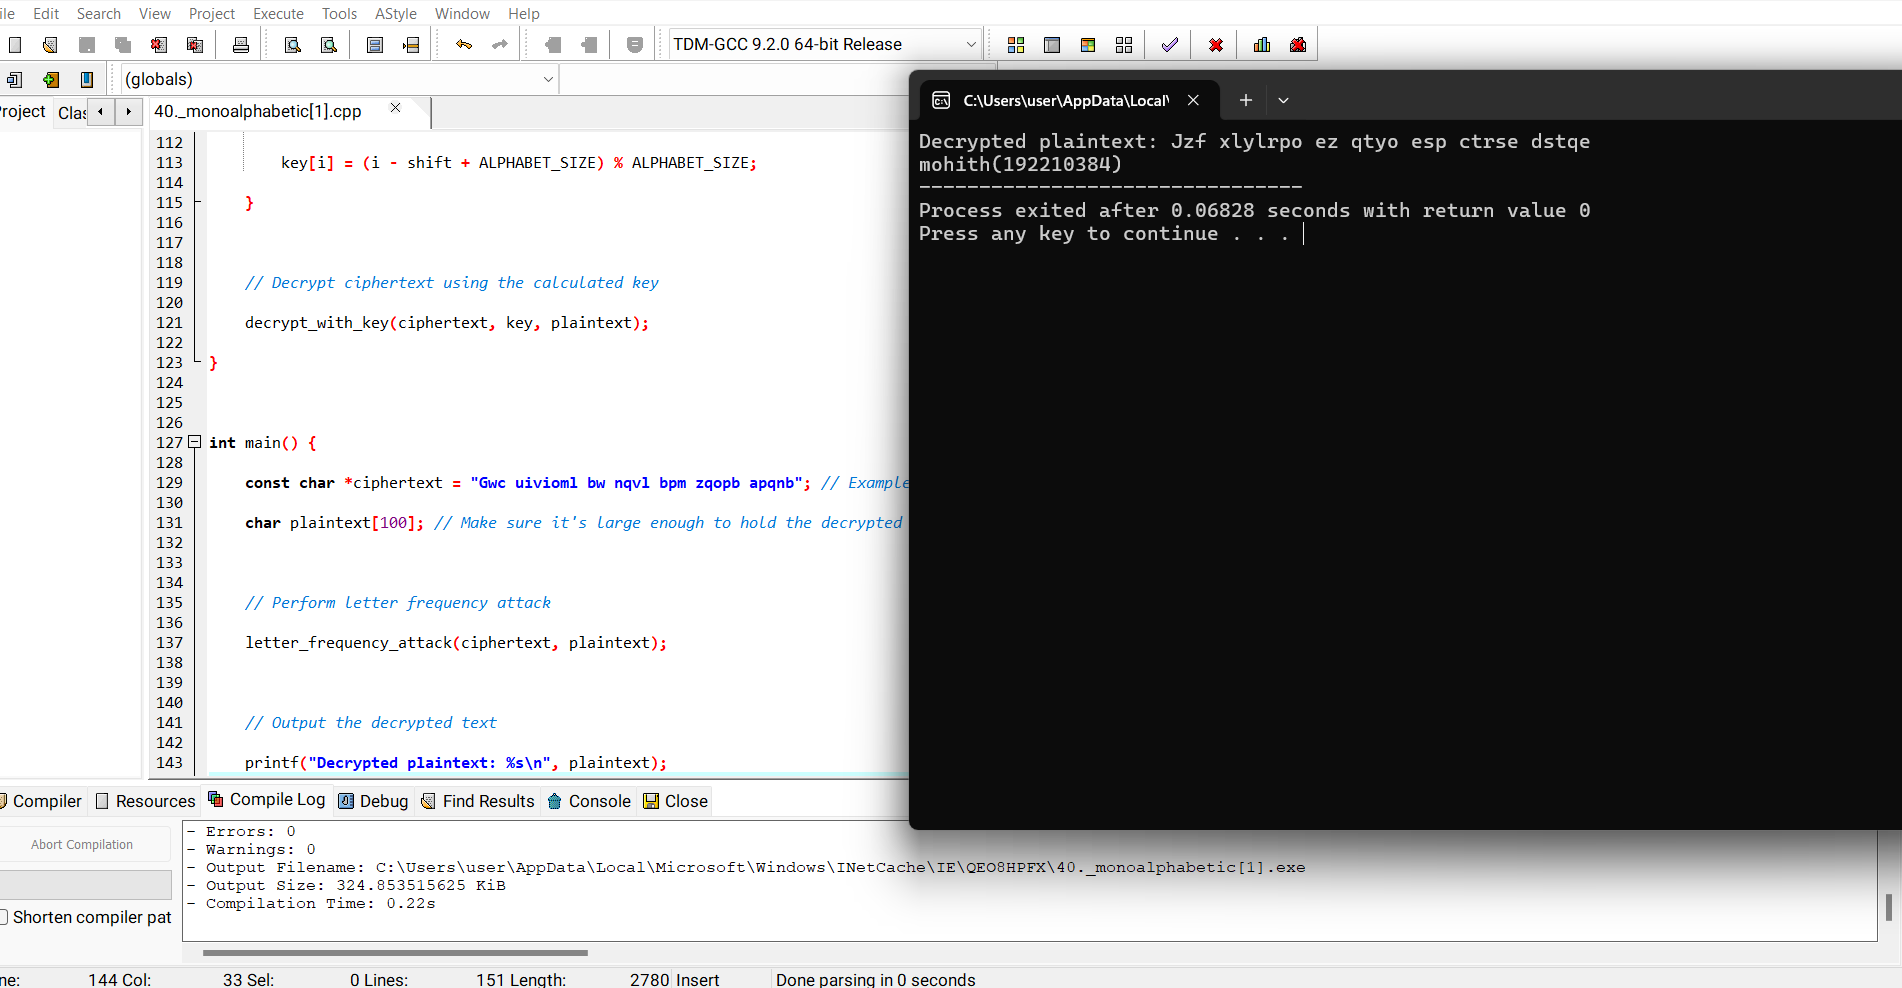 ile Edit Search View Project Execute Tools AStyle Window Help
TDM-GCC 9.2.0 64-bit Release
(globals)
roject Clas
40._monoalphabetic[1].cpp
112
113 key[i] = (i - shift + ALPHABET_SIZE) % ALPHABET_SIZE;
114
115 }
116
117
118
119 // Decrypt ciphertext using the calculated key
120
121 decrypt_with_key(ciphertext, key, plaintext);
122
123 }
124
125
126
127 int main() {
128
129 const char *ciphertext = "Gwc uivioml bw nqvl bpm zqopb apqnb"; // Example
130
131 char plaintext[100]; // Make sure it's large enough to hold the decrypted
132
133
134
135 // Perform letter frequency attack
136
137 letter_frequency_attack(ciphertext, plaintext);
138
139
140
141 // Output the decrypted text
142
143 printf("Decrypted plaintext: %s\n", plaintext);
C:\Users\user\AppData\Local\
Decrypted plaintext: Jzf xlylrpo ez qtyo esp ctrse dstqe
mohith(192210384)
--------------------------------
Process exited after 0.06828 seconds with return value 0
Press any key to continue . . .
Compiler Resources Compile Log Debug Find Results Console Close
Abort Compilation
Shorten compiler pat
- Errors: 0
- Warnings: 0
- Output Filename: C:\Users\user\AppData\Local\Microsoft\Windows\INetCache\IE\QEO8HPFX\40._monoalphabetic[1].exe
- Output Size: 324.853515625 KiB
- Compilation Time: 0.22s
ne: 144 Col: 33 Sel: 0 Lines: 151 Length: 2780 Insert Done parsing in 0 seconds